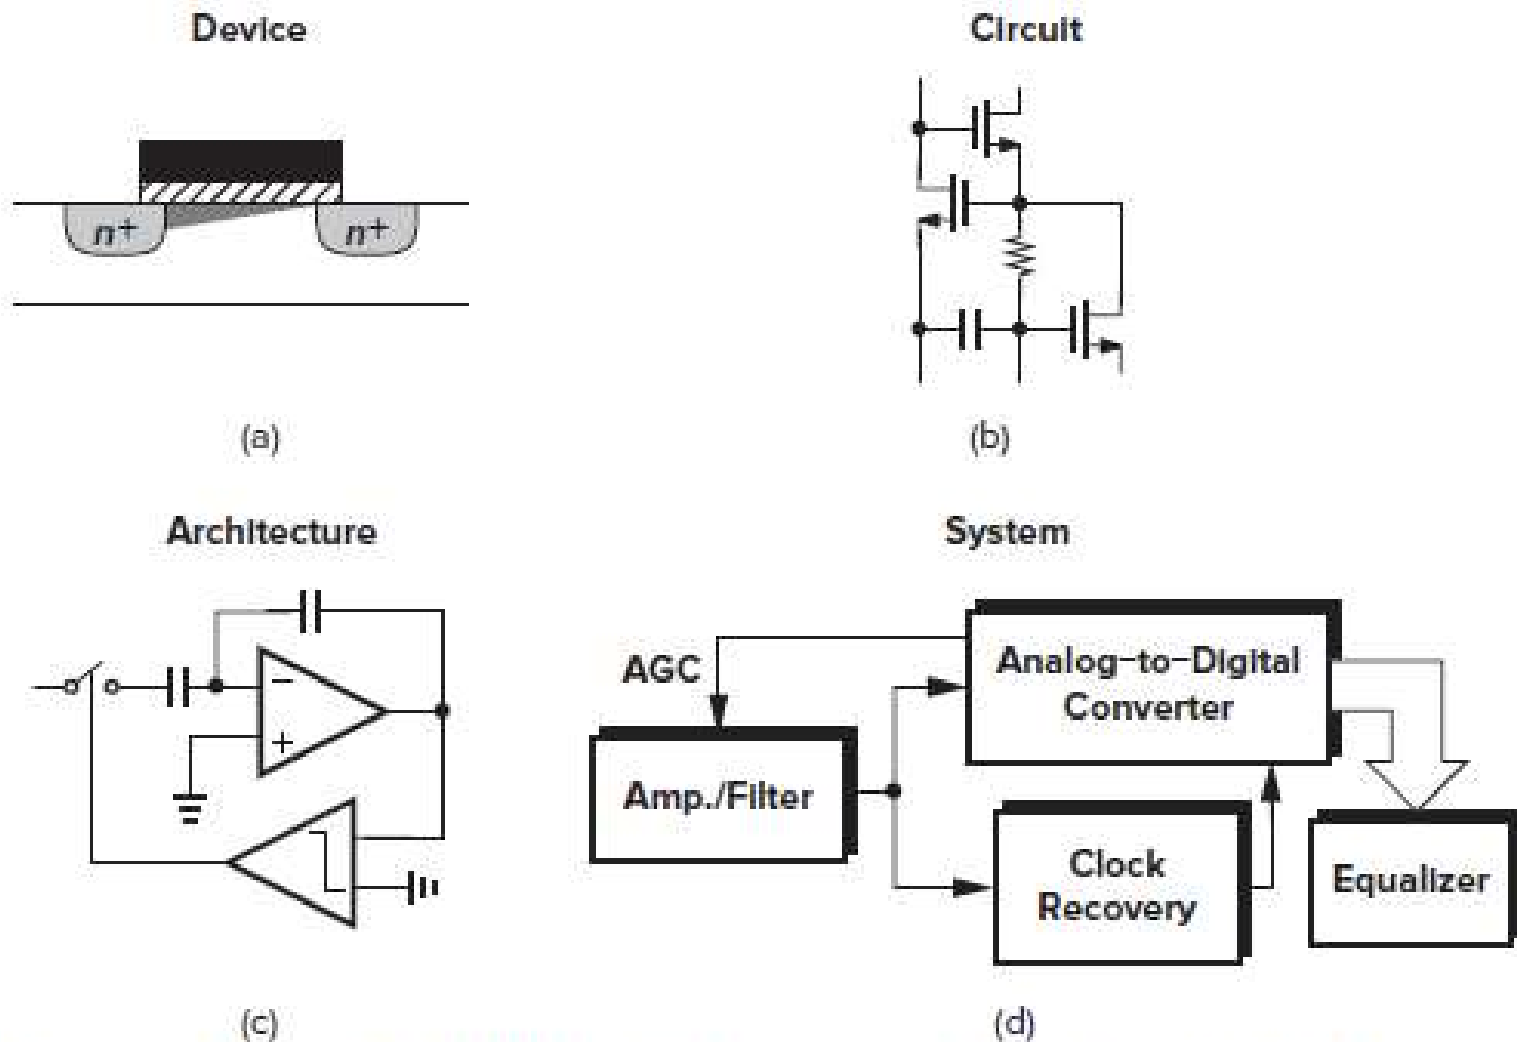 Device
Circuit
n+
n+
(a)
(b)
Architecture
System
−
+
AGC
Analog-to-Digital
Converter
Amp./Filter
Clock
Recovery
Equalizer
(c)
(d)